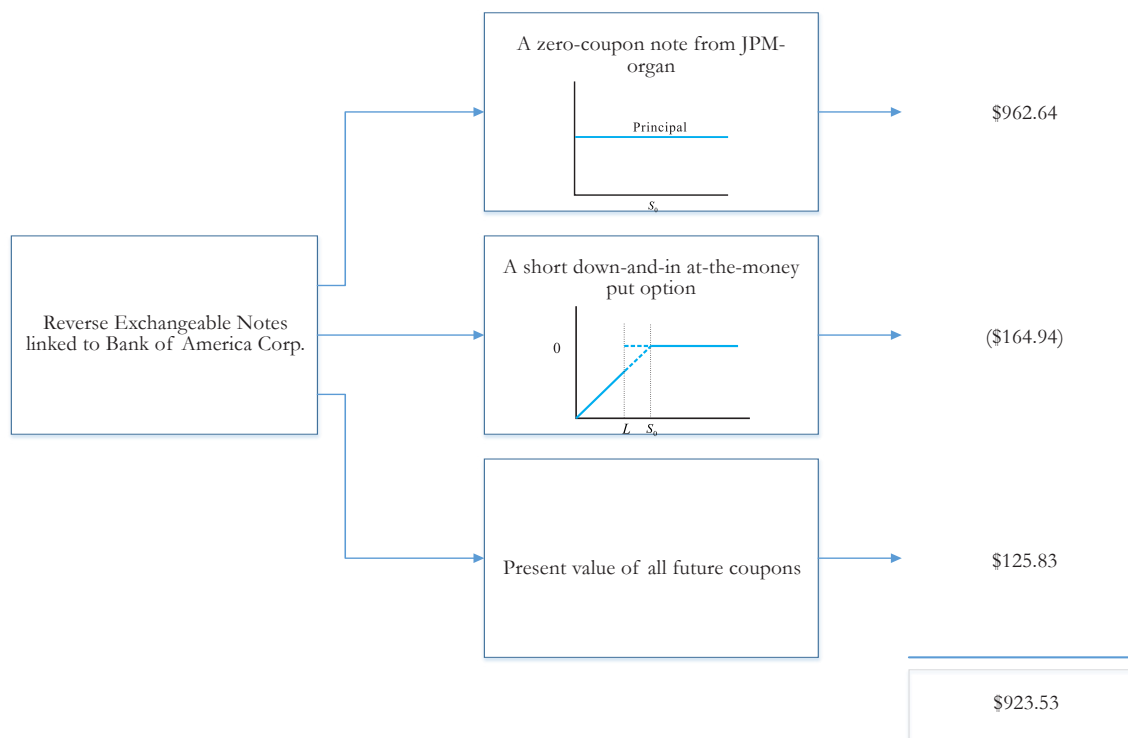 A zero-coupon note from JPM-
organ
Principal
S₀
$962.64
Reverse Exchangeable Notes
linked to Bank of America Corp.
A short down-and-in at-the-money
put option
0
L S₀
($164.94)
Present value of all future coupons
$125.83
$923.53